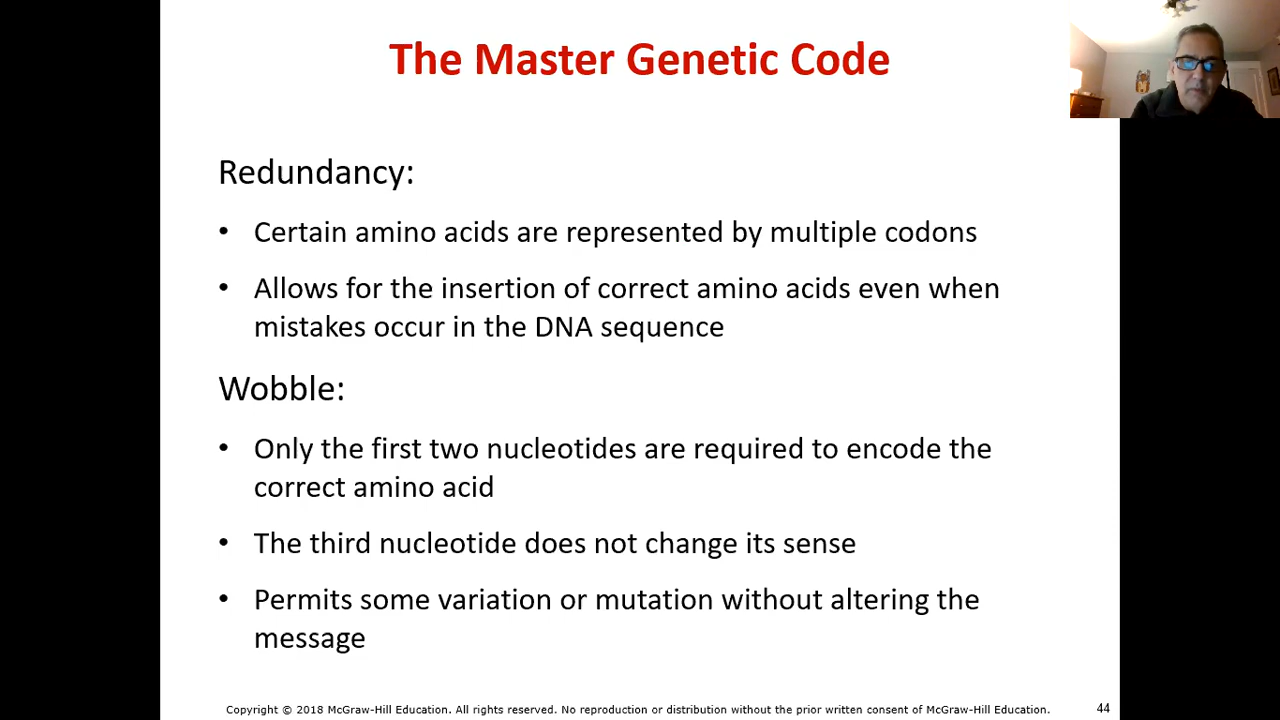 The Master Genetic Code
Redundancy:
• Certain amino acids are represented by multiple codons
• Allows for the insertion of correct amino acids even when
mistakes occur in the DNA sequence
Wobble:
• Only the first two nucleotides are required to encode the
correct amino acid
• The third nucleotide does not change its sense
• Permits some variation or mutation without altering the
message
Copyright © 2018 McGraw-Hill Education. All rights reserved. No reproduction or distribution without the prior written consent of McGraw-Hill Education.
44